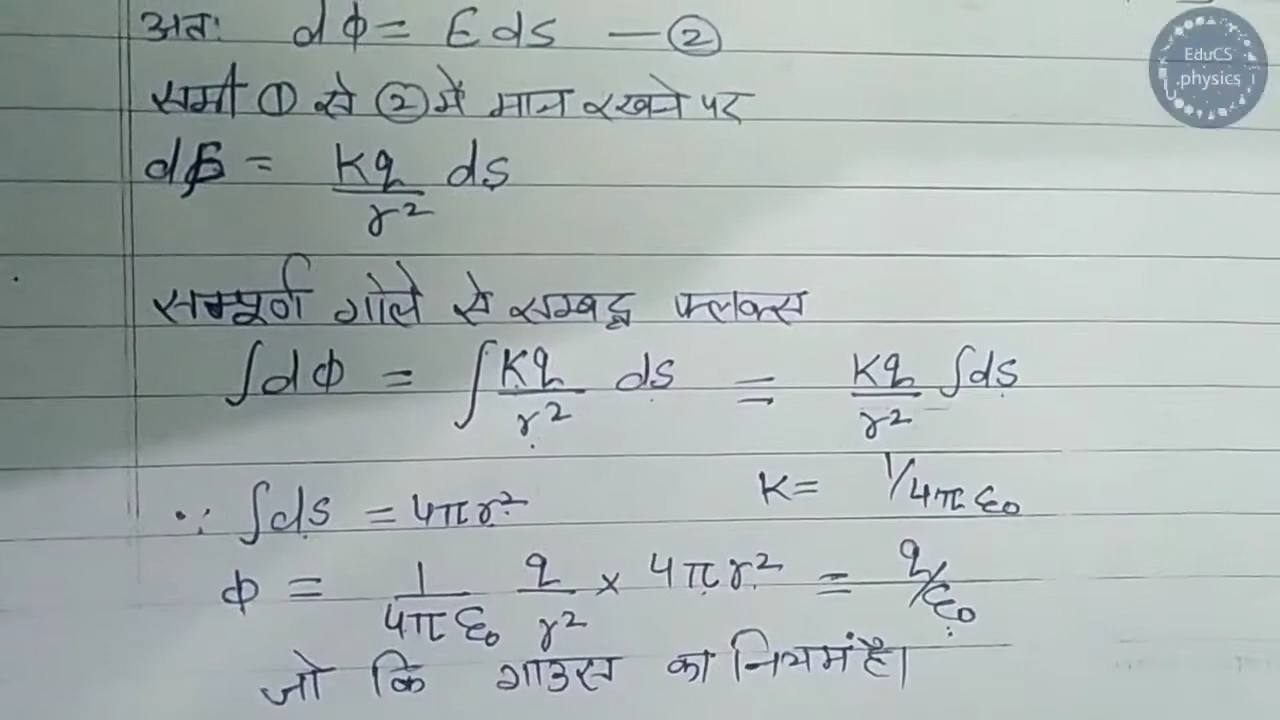 अतः dϕ = Eds — ②
EduCS
physics
समी ① से ② में मान रखने पर
dϕ = Kq/r² ds
सम्पूर्ण गोले से सम्बद्ध फ्लक्स
∫dϕ = ∫Kq/r² ds = Kq/r² ∫ds
∵ ∫ds = 4πr² K = 1/4πε₀
ϕ = 1/4πε₀ q/r² × 4πr² = q/ε₀
जो कि गाउस का नियम है।